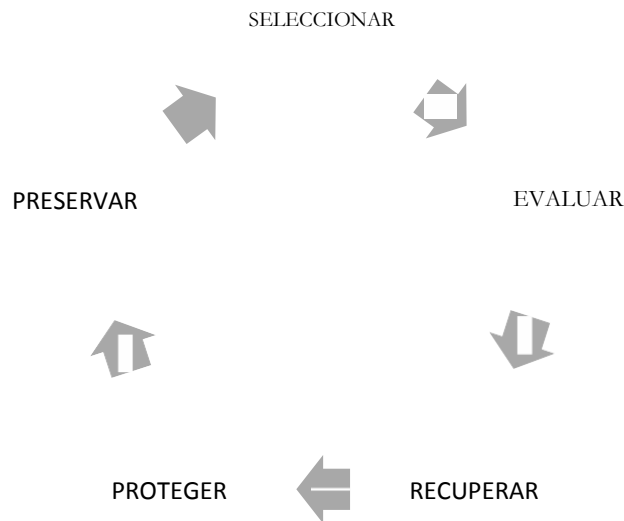 SELECCIONAR
PRESERVAR
EVALUAR
PROTEGER
RECUPERAR